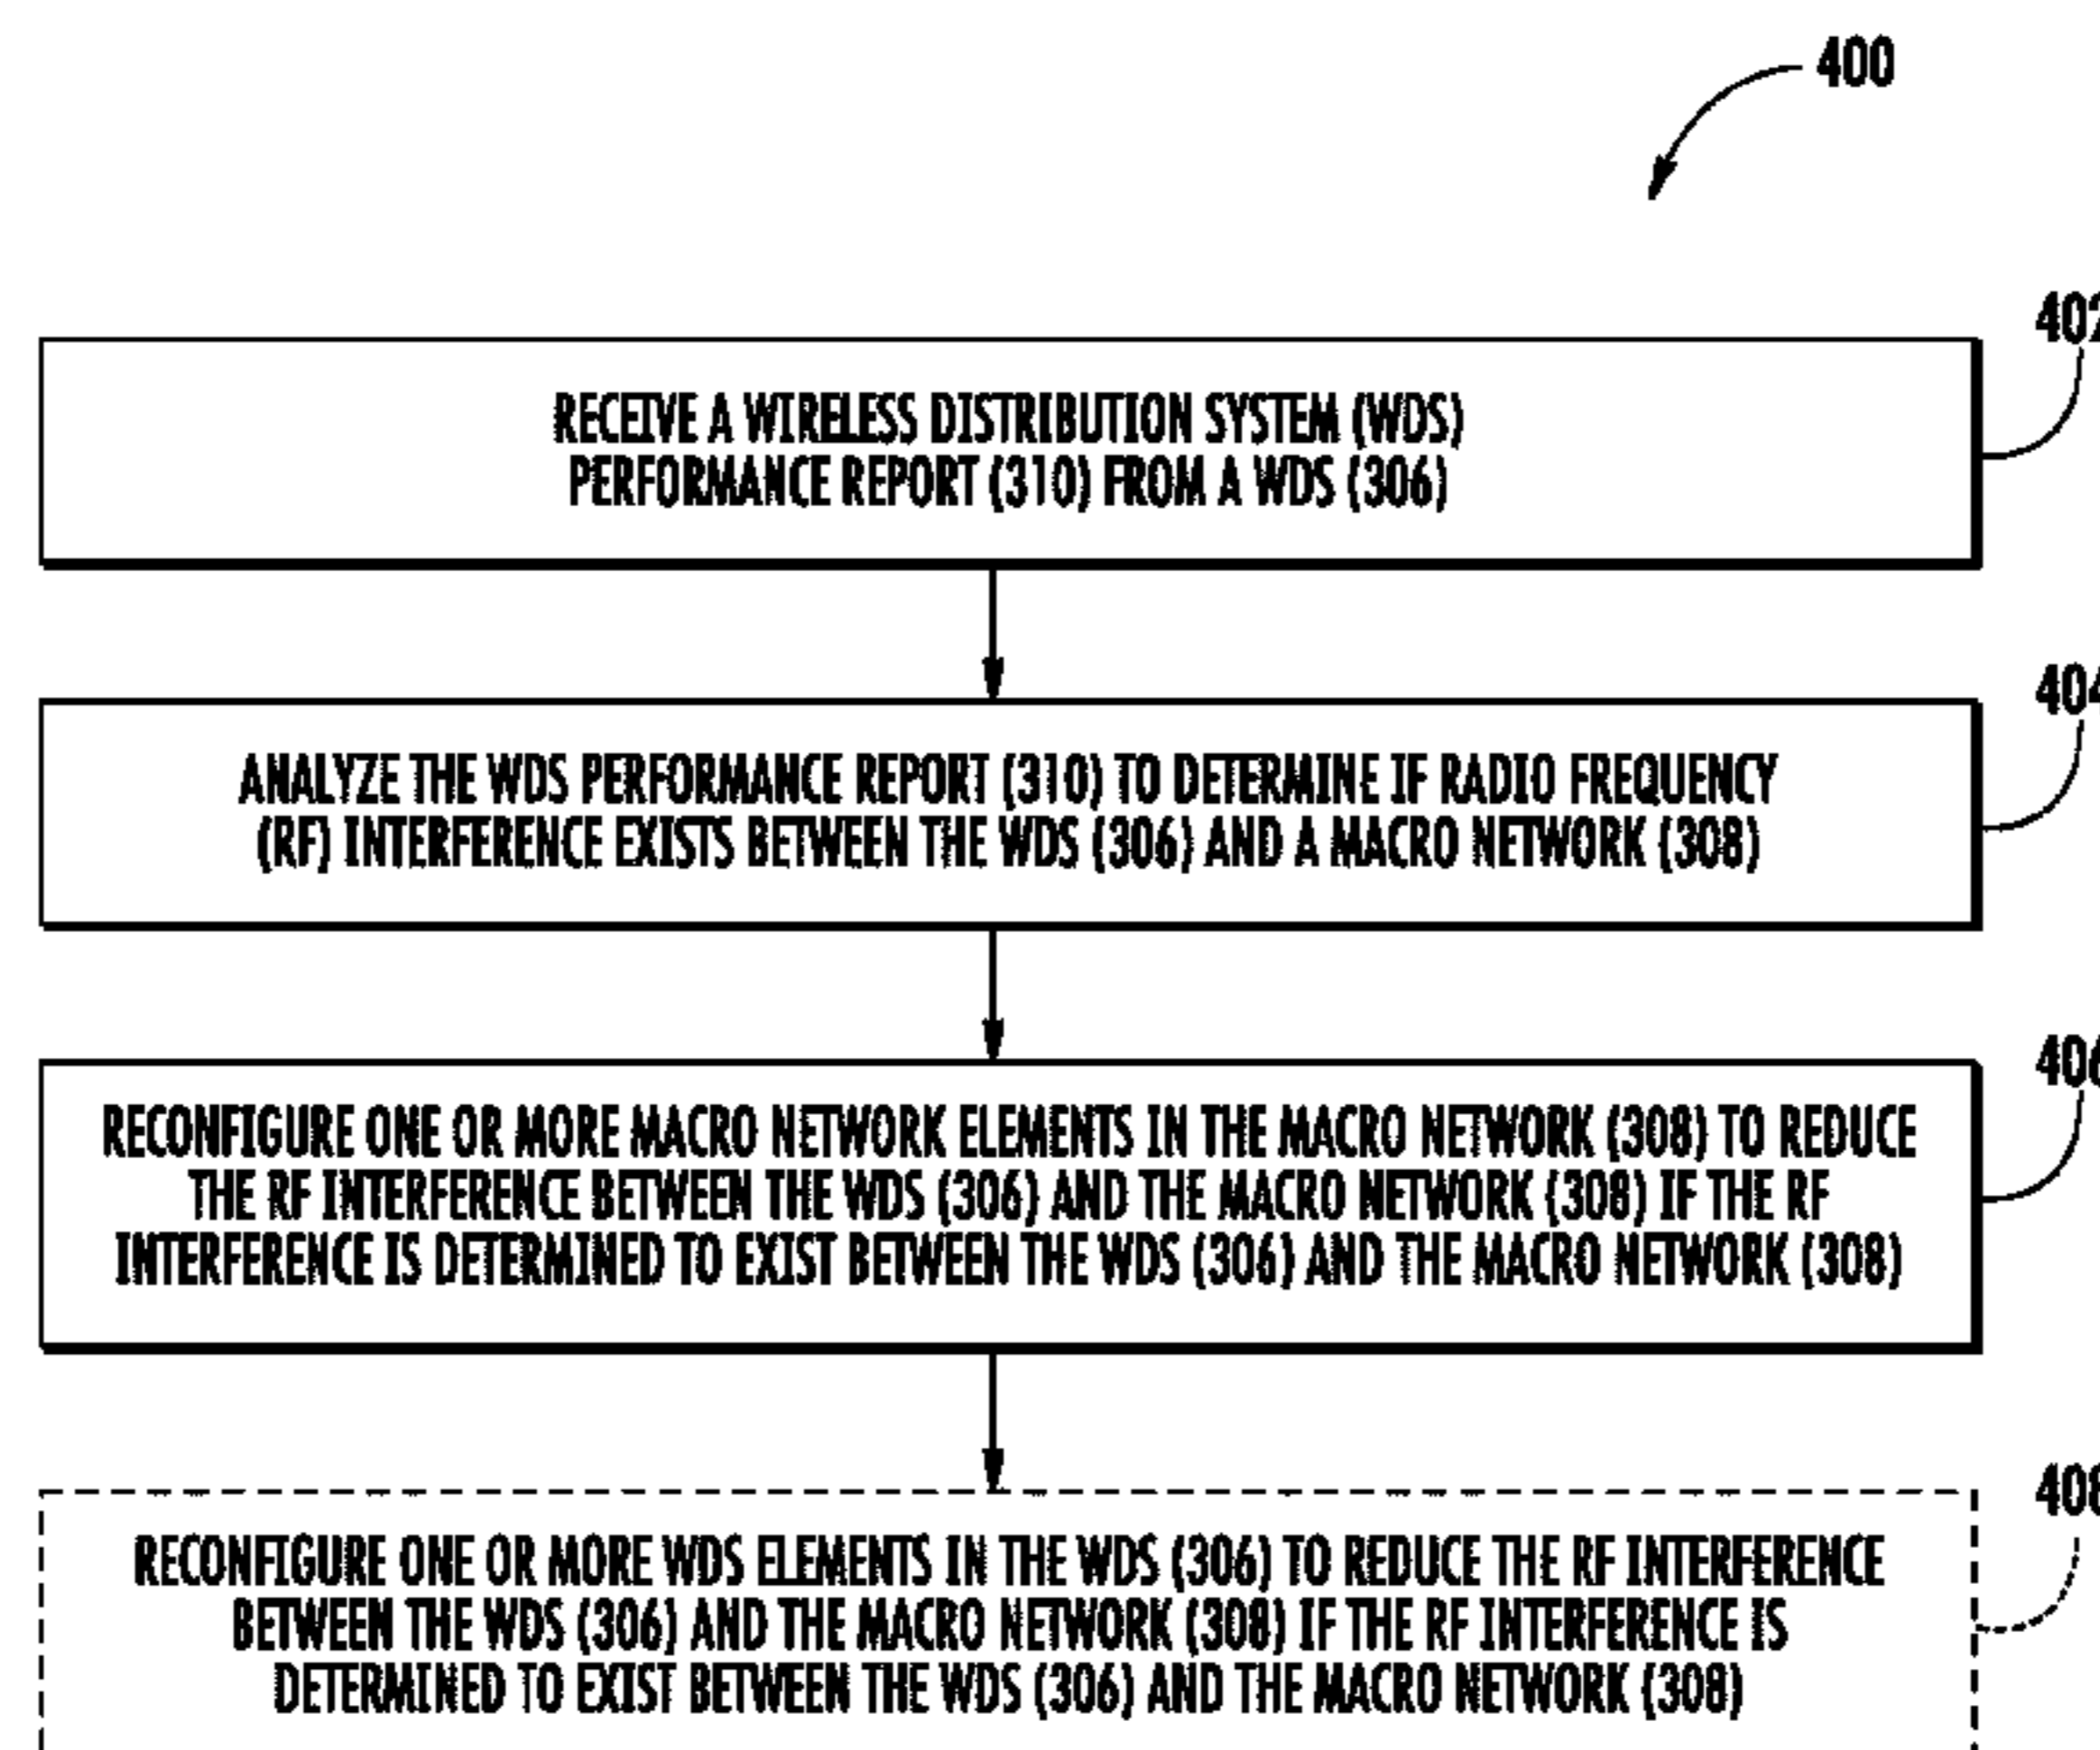 400
402
RECEIVE A WIRELESS DISTRIBUTION SYSTEM (WDS)
PERFORMANCE REPORT (310) FROM A WDS (306)
404
ANALYZE THE WDS PERFORMANCE REPORT (310) TO DETERMINE IF RADIO FREQUENCY
(RF) INTERFERENCE EXISTS BETWEEN THE WDS (306) AND A MACRO NETWORK (308)
406
RECONFIGURE ONE OR MORE MACRO NETWORK ELEMENTS IN THE MACRO NETWORK (308) TO REDUCE
THE RF INTERFERENCE BETWEEN THE WDS (306) AND THE MACRO NETWORK (308) IF THE RF
INTERFERENCE IS DETERMINED TO EXIST BETWEEN THE WDS (306) AND THE MACRO NETWORK (308)
408
RECONFIGURE ONE OR MORE WDS ELEMENTS IN THE WDS (306) TO REDUCE THE RF INTERFERENCE
BETWEEN THE WDS (306) AND THE MACRO NETWORK (308) IF THE RF INTERFERENCE IS
DETERMINED TO EXIST BETWEEN THE WDS (306) AND THE MACRO NETWORK (308)